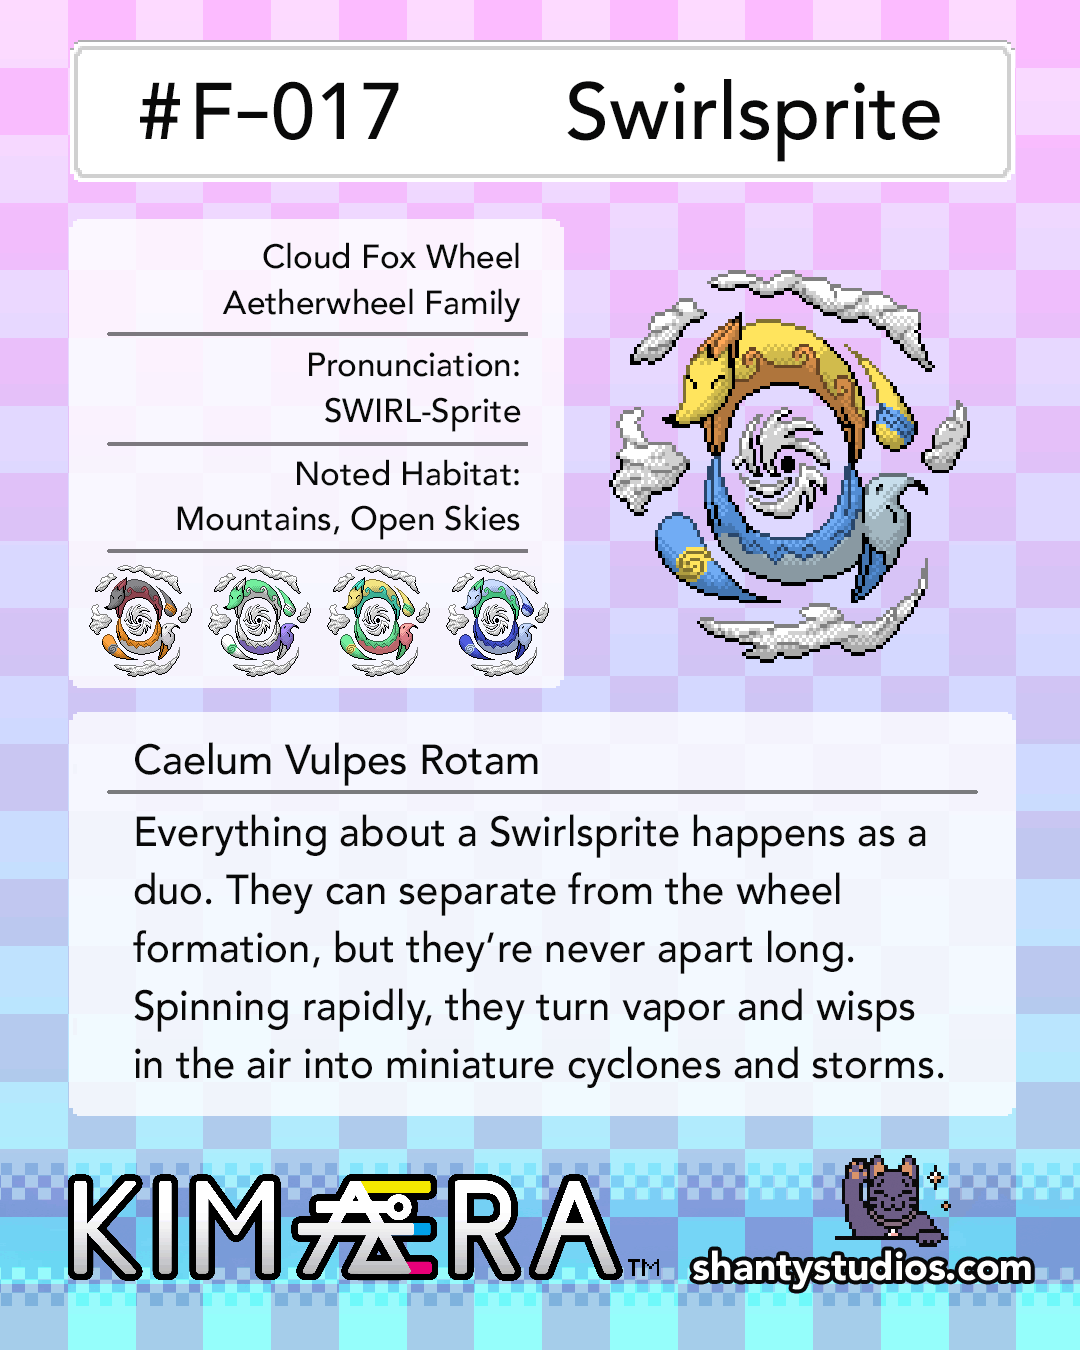 #F-017 Swirlsprite
Cloud Fox Wheel
Aetherwheel Family
Pronunciation:
SWIRL-Sprite
Noted Habitat:
Mountains, Open Skies
Caelum Vulpes Rotam
Everything about a Swirlsprite happens as a
duo. They can separate from the wheel
formation, but they’re never apart long.
Spinning rapidly, they turn vapor and wisps
in the air into miniature cyclones and storms.
KIMÆRA™
shantystudios.com